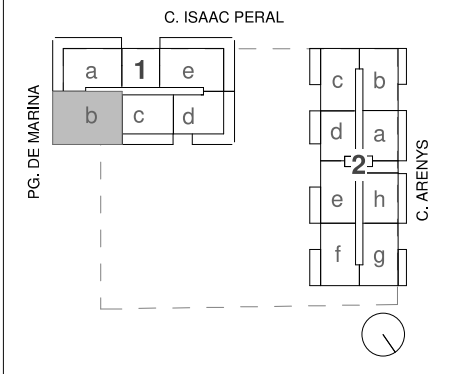 C. ISAAC PERAL
a 1 e
b c d
PG. DE MARINA
c b
d a
2
e h
f g
C. ARENYS